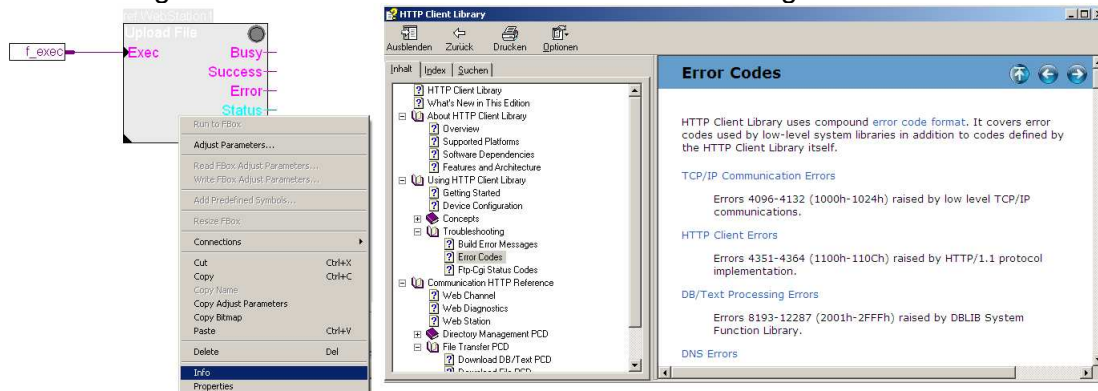 ref:WebStation1
Upload File
f_exec
Exec
Busy
Success
Error
Status
Run to FBox
Adjust Parameters...
Read FBox Adjust Parameters...
Write FBox Adjust Parameters...
Add Predefined Symbols...
Resize FBox
Connections
Cut Ctrl+X
Copy Ctrl+C
Copy Name
Copy Adjust Parameters
Copy Bitmap
Paste Ctrl+V
Delete Del
Info
Properties
HTTP Client Library
Ausblenden Zurück Drucken Optionen
Inhalt Index Suchen
HTTP Client Library
What's New in This Edition
About HTTP Client Library
Overview
Supported Platforms
Software Dependencies
Features and Architecture
Using HTTP Client Library
Getting Started
Device Configuration
Concepts
Troubleshooting
Build Error Messages
Error Codes
Ftp-Cgi Status Codes
Communication HTTP Reference
Web Channel
Web Diagnostics
Web Station
Directory Management PCD
File Transfer PCD
Download DB/Text PCD
Download File PCD
Error Codes
HTTP Client Library uses compound error code format. It covers error
codes used by low-level system libraries in addition to codes defined by
the HTTP Client Library itself.
TCP/IP Communication Errors
Errors 4096-4132 (1000h-1024h) raised by low level TCP/IP
communications.
HTTP Client Errors
Errors 4351-4364 (1100h-110Ch) raised by HTTP/1.1 protocol
implementation.
DB/Text Processing Errors
Errors 8193-12287 (2001h-2FFFh) raised by DBLIB System
Function Library.
DNS Errors